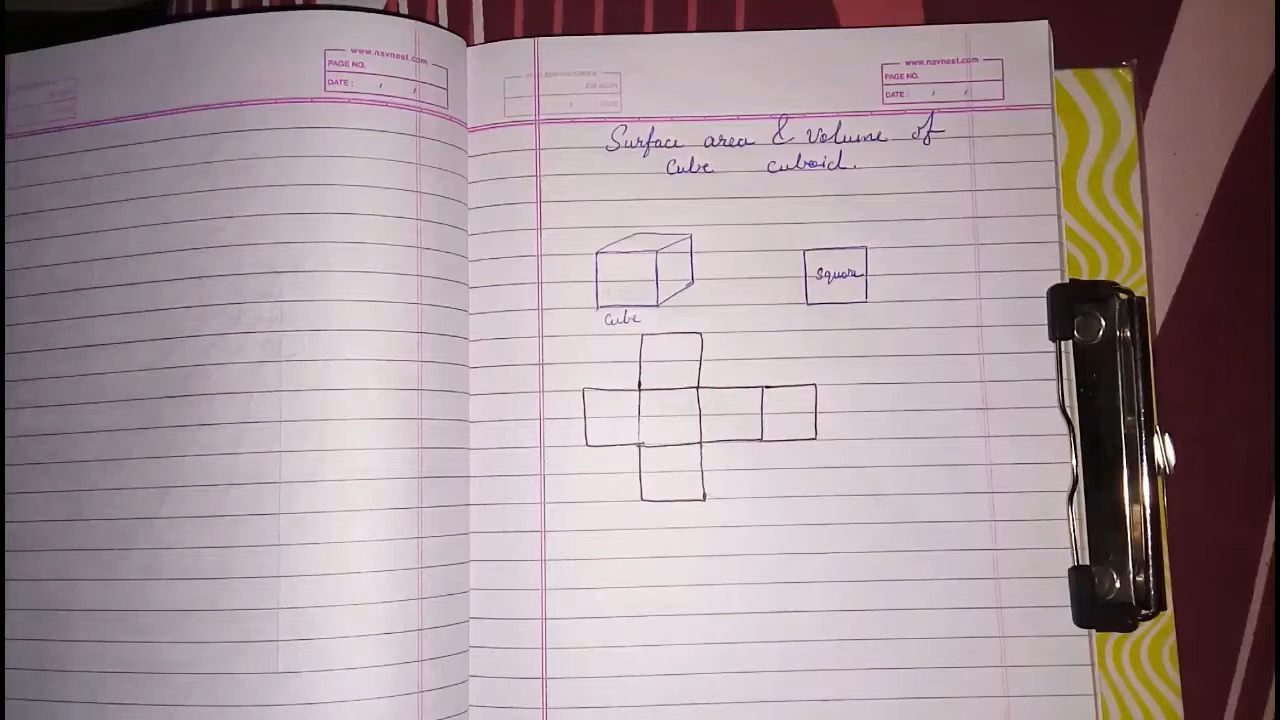 www.navneet.com
PAGE NO.
DATE : / /
www.navneet.com
PAGE NO.
DATE : / /
Surface area & Volume of
Cube cuboid.
Square
Cube